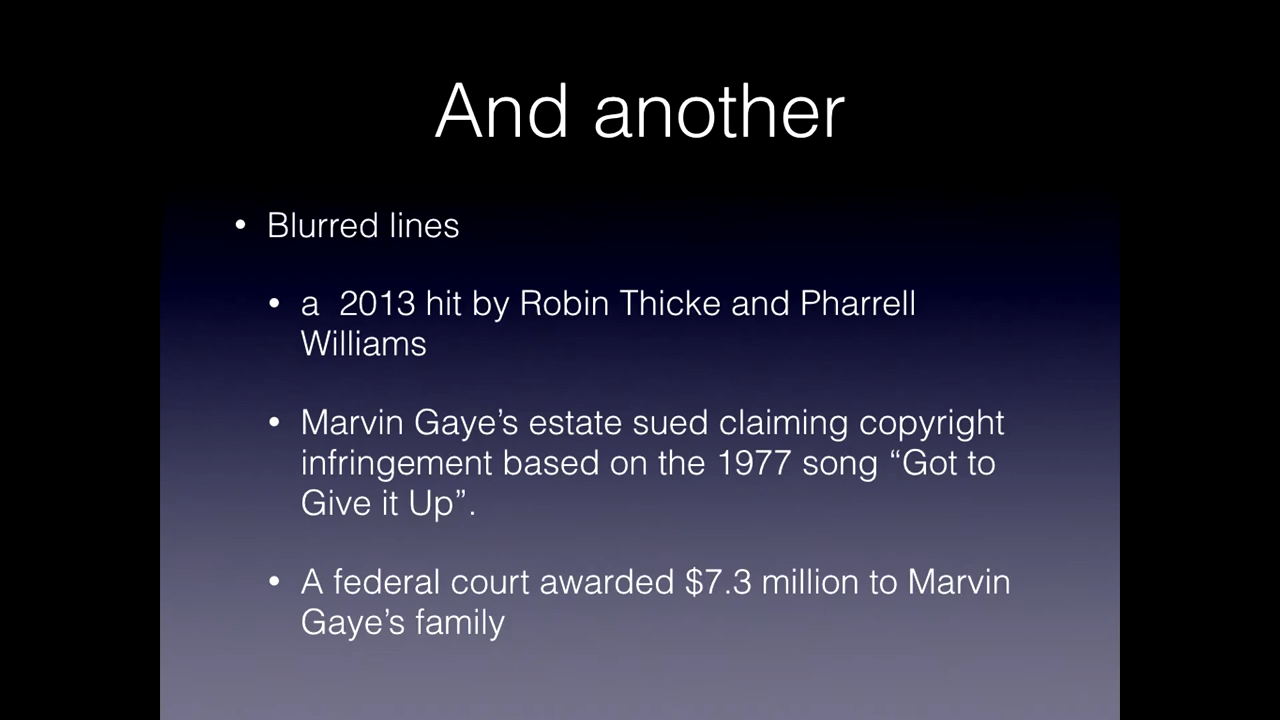 And another
• Blurred lines
• a  2013 hit by Robin Thicke and Pharrell
Williams
• Marvin Gaye’s estate sued claiming copyright
infringement based on the 1977 song “Got to
Give it Up”.
• A federal court awarded $7.3 million to Marvin
Gaye’s family